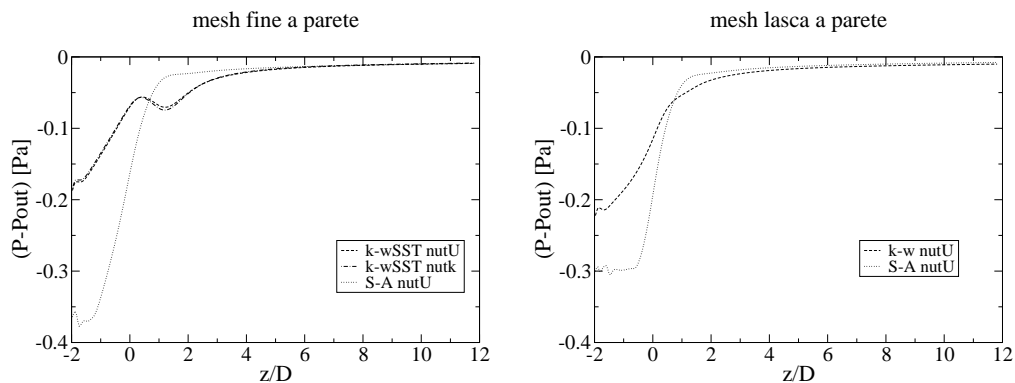 mesh fine a parete
0
-0.1
-0.2
-0.3
-0.4
(P-Pout) [Pa]
k-wSST nutU
k-wSST nutk
S-A nutU
-2 0 2 4 6 8 10 12
z/D
mesh lasca a parete
0
-0.1
-0.2
-0.3
-0.4
(P-Pout) [Pa]
k-w nutU
S-A nutU
-2 0 2 4 6 8 10 12
z/D